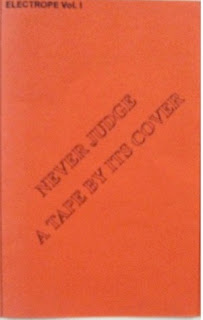 ELECTROPE Vol. I
NEVER JUDGE
A TAPE BY ITS COVER